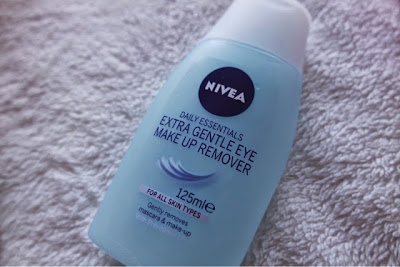 NIVEA
DAILY ESSENTIALS
EXTRA GENTLE EYE
MAKE UP REMOVER
125ml e
FOR ALL SKIN TYPES
Gently removes
mascara & make-up